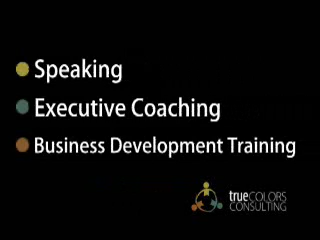 Speaking
Executive Coaching
Business Development Training
trueCOLORS
CONSULTING